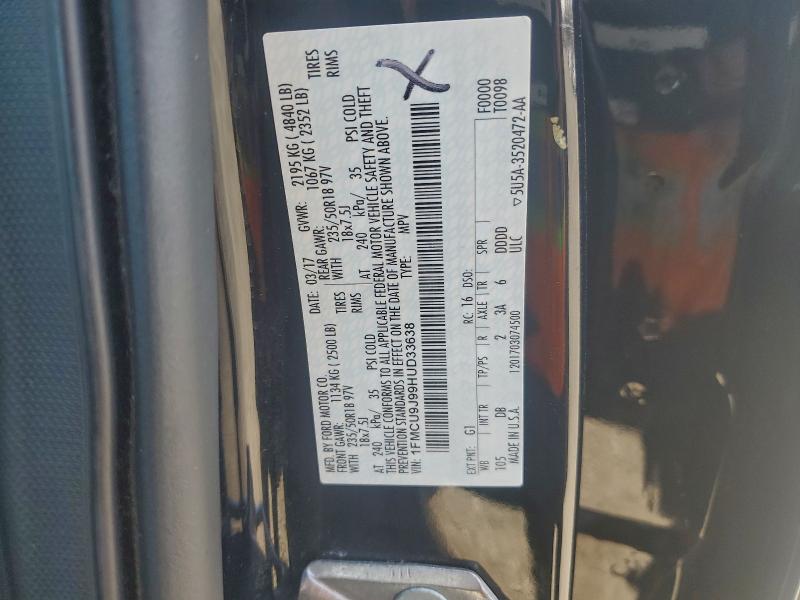 MFD. BY FORD MOTOR CO.
DATE: 03/17 GVWR: 2195 KG ( 4840 LB)
FRONT GAWR: 1134 KG ( 2500 LB) REAR GAWR: 1067 KG ( 2352 LB)
WITH 235/50R18 97V TIRES WITH 235/50R18 97V TIRES
18x7.5J RIMS 18x7.5J RIMS
AT 240 kPa/ 35 PSI COLD AT 240 kPa/ 35 PSI COLD
THIS VEHICLE CONFORMS TO ALL APPLICABLE FEDERAL MOTOR VEHICLE SAFETY AND THEFT
PREVENTION STANDARDS IN EFFECT ON THE DATE OF MANUFACTURE SHOWN ABOVE.
VIN: 1FMCU9J99HUD33638 TYPE: MPV
X
F0000
T0098
EXT PNT: G1 RC: 16 DSO:
WB INT TR TP/PS R AXLE TR SPR
105 DB 2 3A 6 DDDD
MADE IN U.S.A. 1201703074500 ULC
▽5U5A-3520472-AA